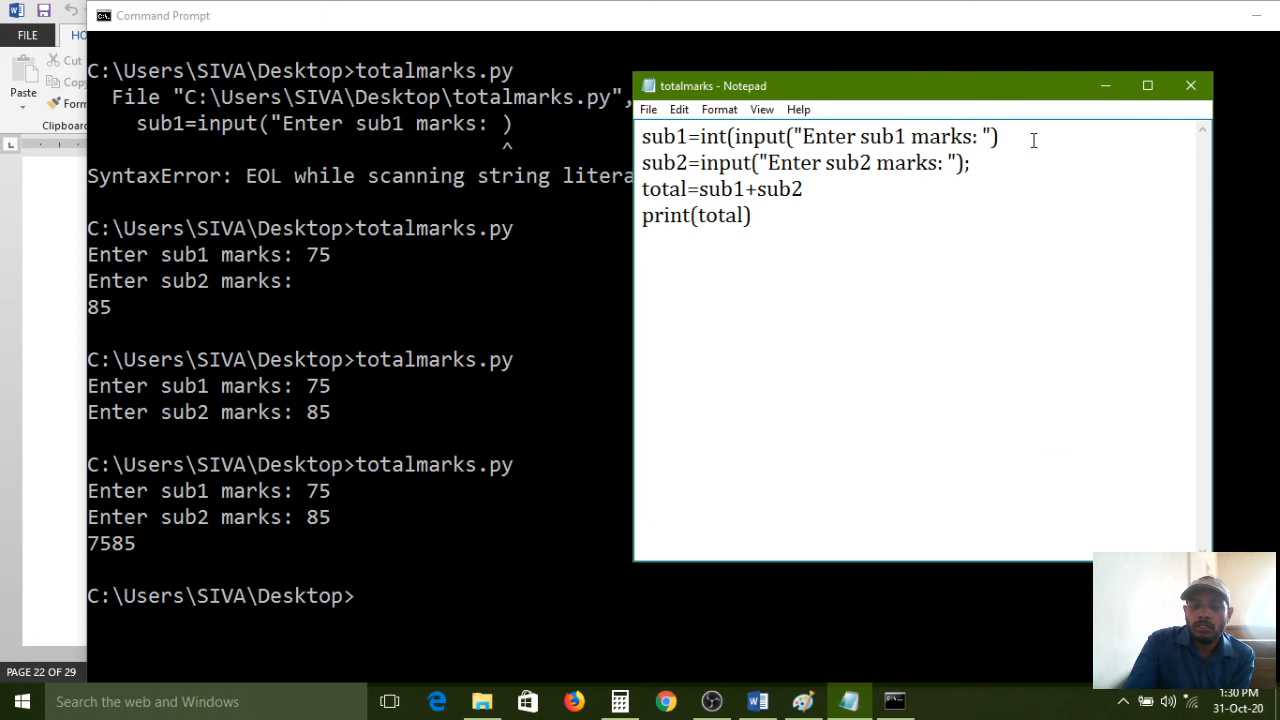 Command Prompt
FILE
HO
Cut
Copy
Paste
Form
Clipboard
C:\Users\SIVA\Desktop>totalmarks.py
File "C:\Users\SIVA\Desktop\totalmarks.py",
sub1=input("Enter sub1 marks: )
^
SyntaxError: EOL while scanning string litera
C:\Users\SIVA\Desktop>totalmarks.py
Enter sub1 marks: 75
Enter sub2 marks:
85
C:\Users\SIVA\Desktop>totalmarks.py
Enter sub1 marks: 75
Enter sub2 marks: 85
C:\Users\SIVA\Desktop>totalmarks.py
Enter sub1 marks: 75
Enter sub2 marks: 85
7585
C:\Users\SIVA\Desktop>
totalmarks - Notepad
File Edit Format View Help
sub1=int(input("Enter sub1 marks: ")
sub2=input("Enter sub2 marks: ");
total=sub1+sub2
print(total)
PAGE 22 OF 29
Search the web and Windows
1:30 PM
31-Oct-20